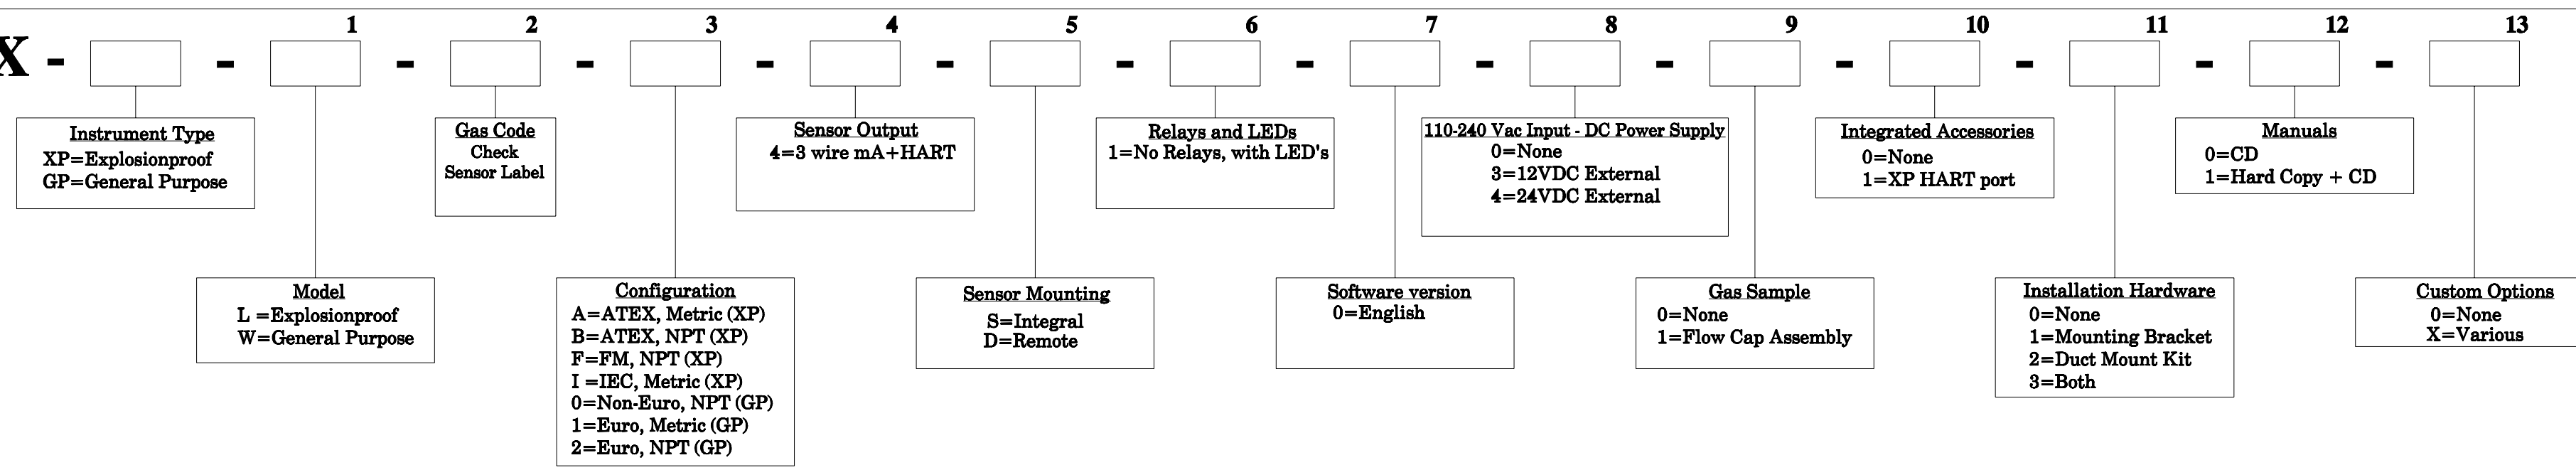 1 2 3 4 5 6 7 8 9 10 11 12 13
X - - - - - - - - - - - - - -
Instrument Type
XP=Explosionproof
GP=General Purpose
Gas Code
Check
Sensor Label
Sensor Output
4=3 wire mA+HART
Relays and LEDs
1=No Relays, with LED's
110-240 Vac Input - DC Power Supply
0=None
3=12VDC External
4=24VDC External
Integrated Accessories
0=None
1=XP HART port
Manuals
0=CD
1=Hard Copy + CD
Model
L =Explosionproof
W=General Purpose
Configuration
A=ATEX, Metric (XP)
B=ATEX, NPT (XP)
F=FM, NPT (XP)
I =IEC, Metric (XP)
0=Non-Euro, NPT (GP)
1=Euro, Metric (GP)
2=Euro, NPT (GP)
Sensor Mounting
S=Integral
D=Remote
Software version
0=English
Gas Sample
0=None
1=Flow Cap Assembly
Installation Hardware
0=None
1=Mounting Bracket
2=Duct Mount Kit
3=Both
Custom Options
0=None
X=Various